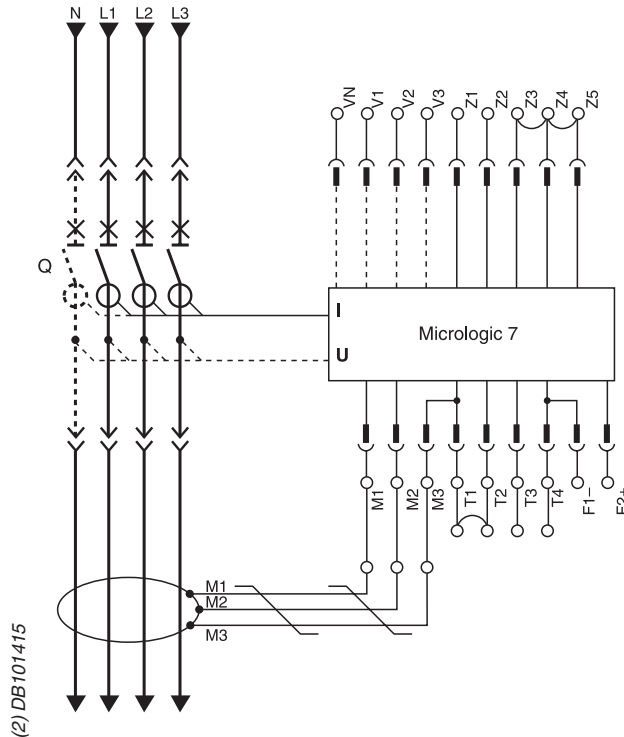 N L1 L2 L3
VN V1 V2 V3 Z1 Z2 Z3 Z4 Z5
Q
I
Micrologic 7
U
M1 M2 M3 T1 T2 T3 T4 F1– F2+
M1
M2
M3
(2) DB101415